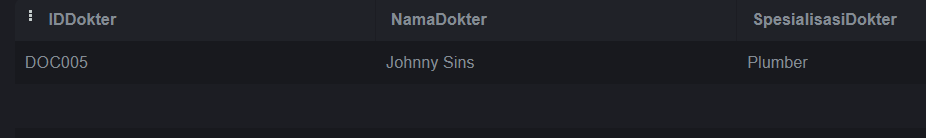 IDDokter NamaDokter SpesialisasiDokter
DOC005 Johnny Sins Plumber